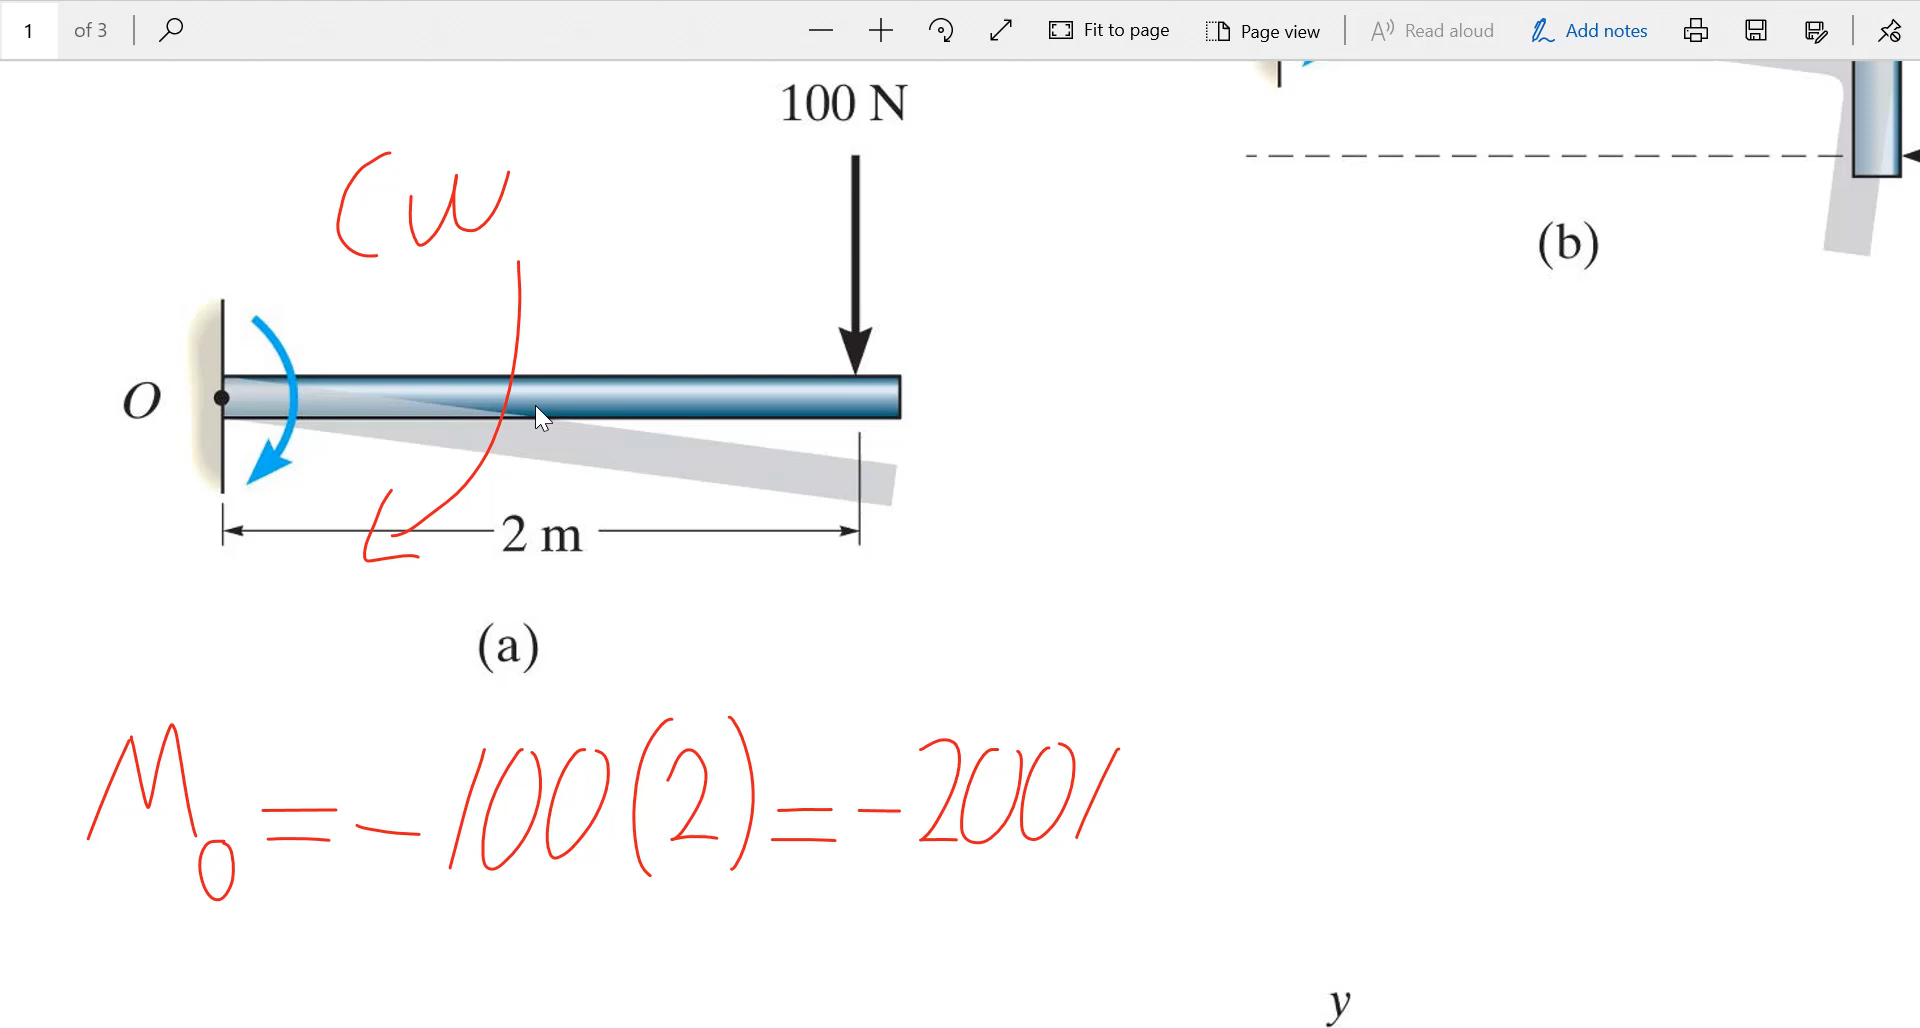 1 of 3 Fit to page Page view Read aloud Add notes
100 N
CW
(b)
O
2 m
(a)
M₀ = - 100(2) = - 200
y